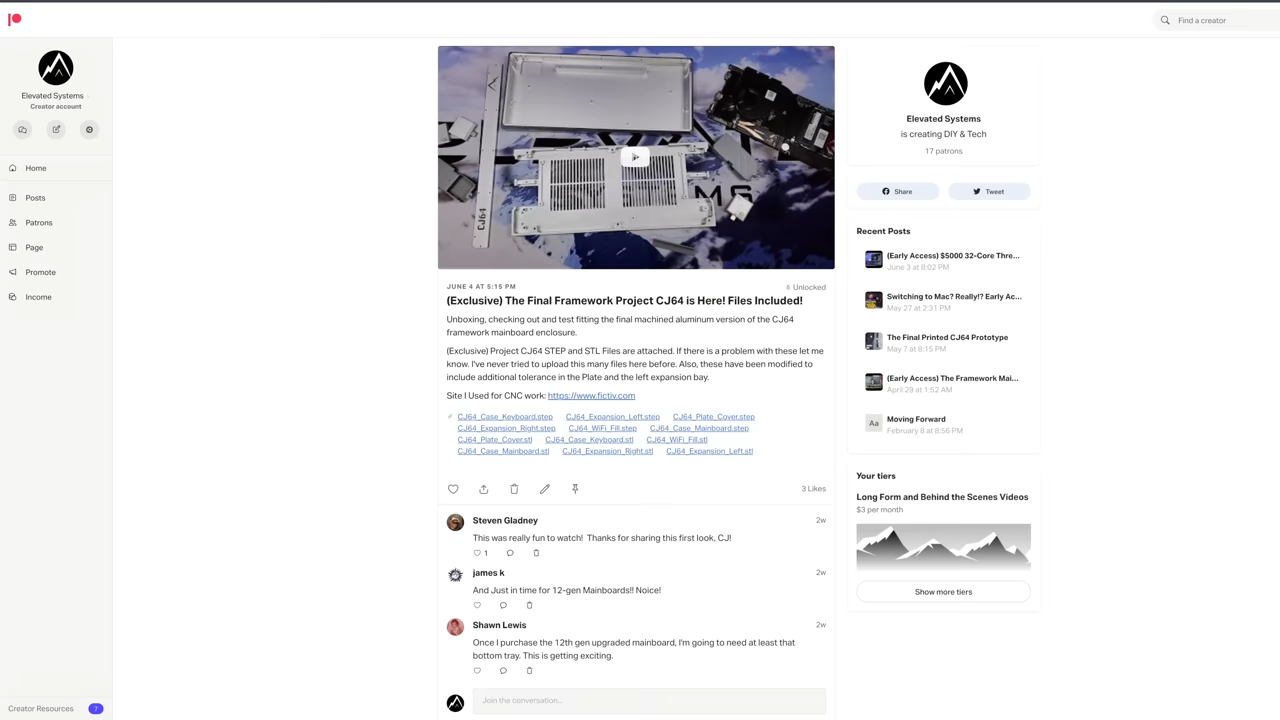 Find a creator
Elevated Systems
Creator account
Home
Posts
Patrons
Page
Promote
Income
Creator Resources
7
CJ64
MS
JUNE 4 AT 5:15 PM
Unlocked
(Exclusive) The Final Framework Project CJ64 is Here! Files Included!
Unboxing, checking out and test fitting the final machined aluminum version of the CJ64
framework mainboard enclosure.
(Exclusive) Project CJ64 STEP and STL Files are attached. If there is a problem with these let me
know. I've never tried to upload this many files here before. Also, these have been modified to
include additional tolerance in the Plate and the left expansion bay.
Site I Used for CNC work: https://www.fictiv.com
CJ64_Case_Keyboard.step CJ64_Expansion_Left.step CJ64_Plate_Cover.step
CJ64_Expansion_Right.step CJ64_WiFi_Fill.step CJ64_Case_Mainboard.step
CJ64_Plate_Cover.stl CJ64_Case_Keyboard.stl CJ64_WiFi_Fill.stl
CJ64_Case_Mainboard.stl CJ64_Expansion_Right.stl CJ64_Expansion_Left.stl
3 Likes
Steven Gladney
2w
This was really fun to watch! Thanks for sharing this first look, CJ!
1
james k
2w
And Just in time for 12-gen Mainboards!! Noice!
Shawn Lewis
2w
Once I purchase the 12th gen upgraded mainboard, I'm going to need at least that
bottom tray. This is getting exciting.
Join the conversation...
Elevated Systems
is creating DIY & Tech
17 patrons
Share
Tweet
Recent Posts
(Early Access) $5000 32-Core Thre...
June 3 at 8:02 PM
Switching to Mac? Really!? Early Ac...
May 27 at 2:31 PM
The Final Printed CJ64 Prototype
May 7 at 8:15 PM
(Early Access) The Framework Mai...
April 29 at 1:52 AM
Aa
Moving Forward
February 8 at 8:56 PM
Your tiers
Long Form and Behind the Scenes Videos
$3 per month
Show more tiers